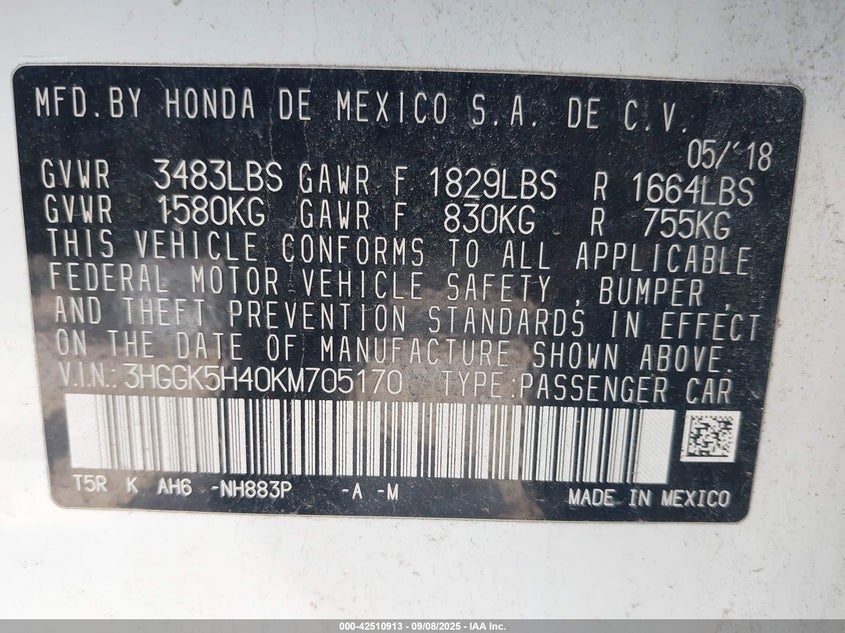 MFD.BY HONDA DE MEXICO S.A. DE C.V.
05/'18
GVWR 3483LBS GAWR F 1829LBS R 1664LBS
GVWR 1580KG GAWR F 830KG R 755KG
THIS VEHICLE CONFORMS TO ALL APPLICABLE
FEDERAL MOTOR VEHICLE SAFETY , BUMPER ,
AND THEFT PREVENTION STANDARDS IN EFFECT
ON THE DATE OF MANUFACTURE SHOWN ABOVE.
V.I.N.: 3HGGK5H40KM705170 TYPE:PASSENGER CAR
T5R K AH6 -NH883P -A -M MADE IN MEXICO
000-42510913 - 09/08/2025 - IAA Inc.